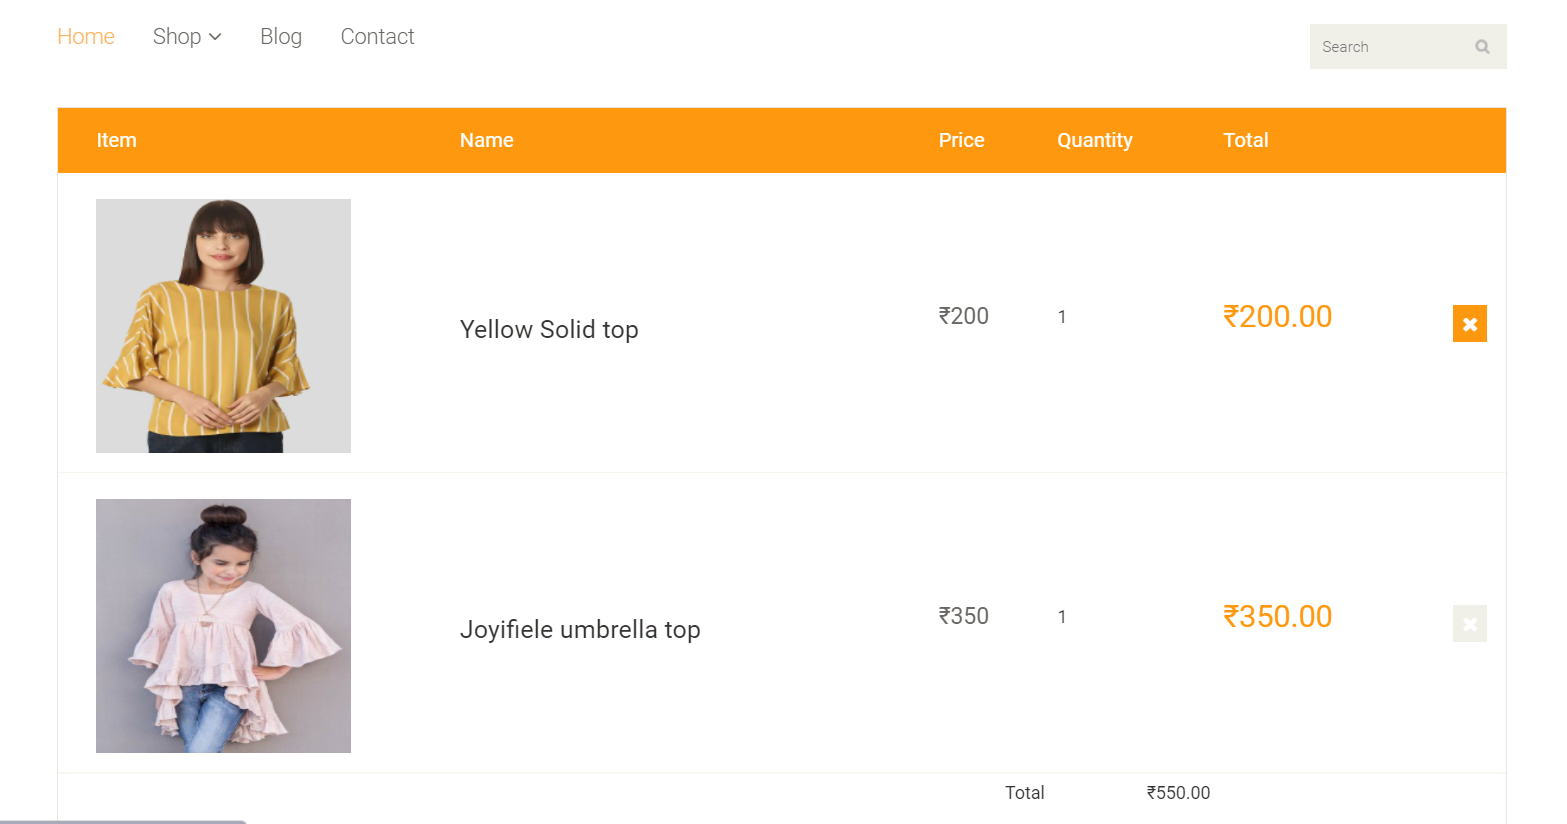 Home Shop Blog Contact
Search
Item Name Price Quantity Total
Yellow Solid top ₹200 1 ₹200.00
Joyifiele umbrella top ₹350 1 ₹350.00
Total ₹550.00